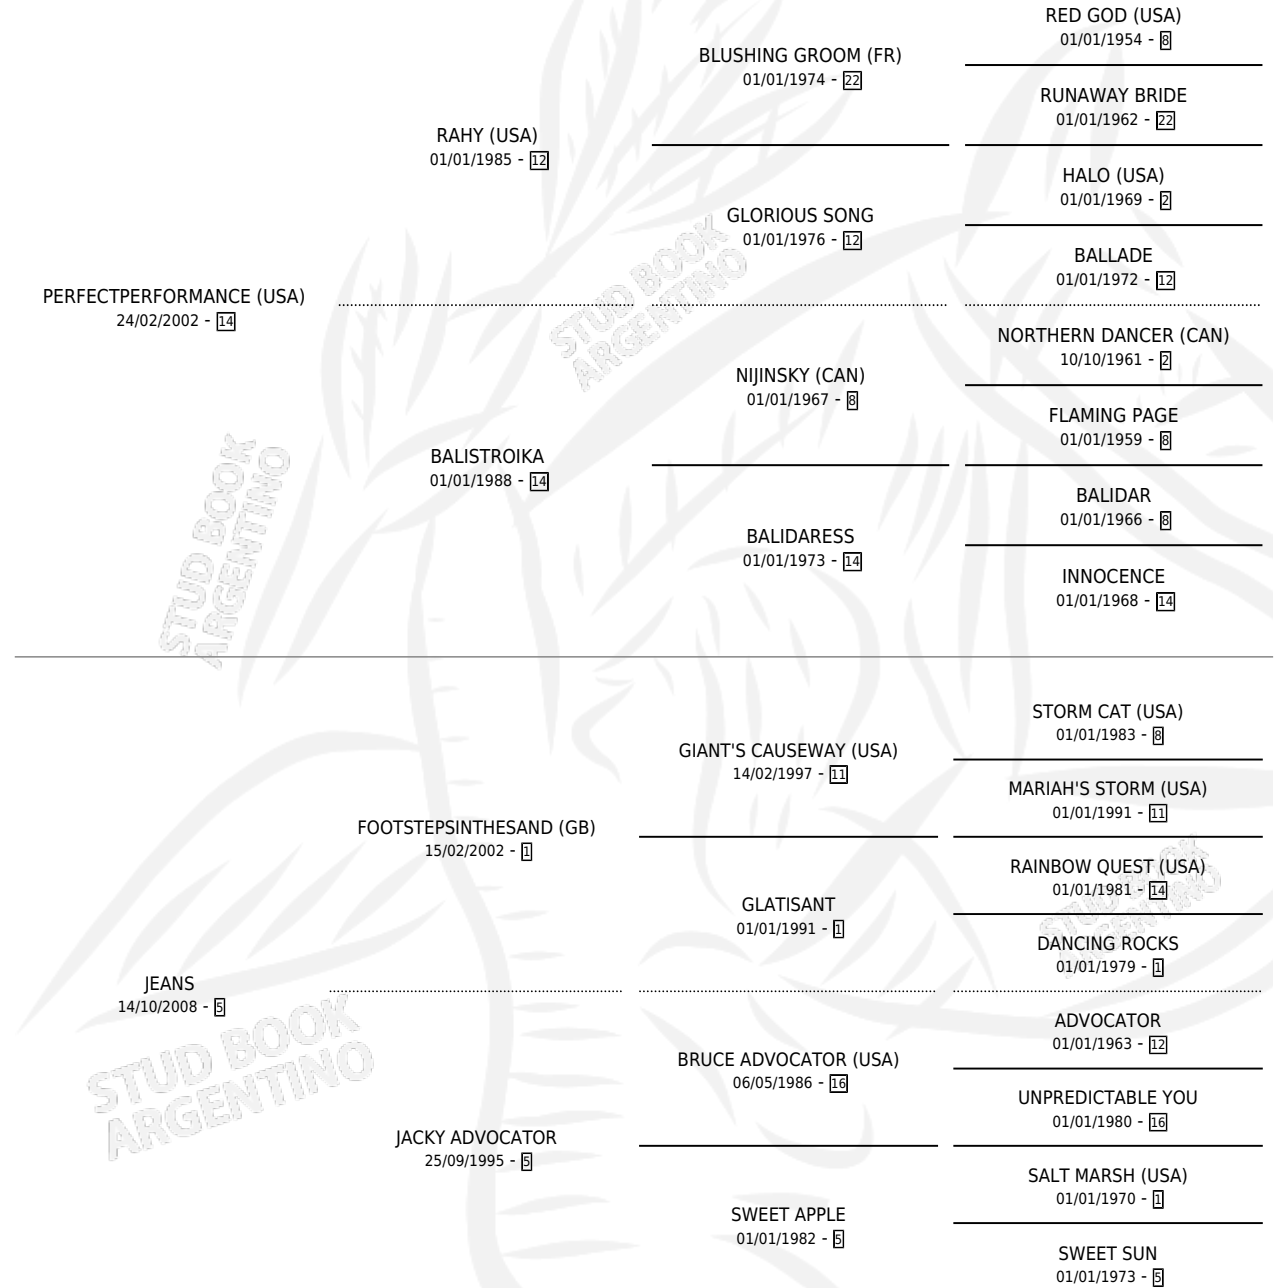 RED GOD (USA)
01/01/1954 - 8
BLUSHING GROOM (FR)
01/01/1974 - 22
RUNAWAY BRIDE
01/01/1962 - 22
RAHY (USA)
01/01/1985 - 12
HALO (USA)
01/01/1969 - 2
GLORIOUS SONG
01/01/1976 - 12
BALLADE
01/01/1972 - 12
PERFECTPERFORMANCE (USA)
24/02/2002 - 14
STUD BOOK
ARGENTINO
NORTHERN DANCER (CAN)
10/10/1961 - 2
NIJINSKY (CAN)
01/01/1967 - 8
FLAMING PAGE
01/01/1959 - 8
BALISTROIKA
01/01/1988 - 14
BALIDAR
01/01/1966 - 8
BALIDARESS
01/01/1973 - 14
INNOCENCE
01/01/1968 - 14
STUD BOOK
ARGENTINO
STORM CAT (USA)
01/01/1983 - 8
GIANT'S CAUSEWAY (USA)
14/02/1997 - 11
MARIAH'S STORM (USA)
01/01/1991 - 11
FOOTSTEPSINTHESAND (GB)
15/02/2002 - 1
RAINBOW QUEST (USA)
01/01/1981 - 14
GLATISANT
01/01/1991 - 1
STUD BOOK
ARGENTINO
DANCING ROCKS
01/01/1979 - 1
JEANS
14/10/2008 - 5
ADVOCATOR
01/01/1963 - 12
BRUCE ADVOCATOR (USA)
06/05/1986 - 16
UNPREDICTABLE YOU
01/01/1980 - 16
STUD BOOK
ARGENTINO
JACKY ADVOCATOR
25/09/1995 - 5
SALT MARSH (USA)
01/01/1970 - 1
SWEET APPLE
01/01/1982 - 5
SWEET SUN
01/01/1973 - 5